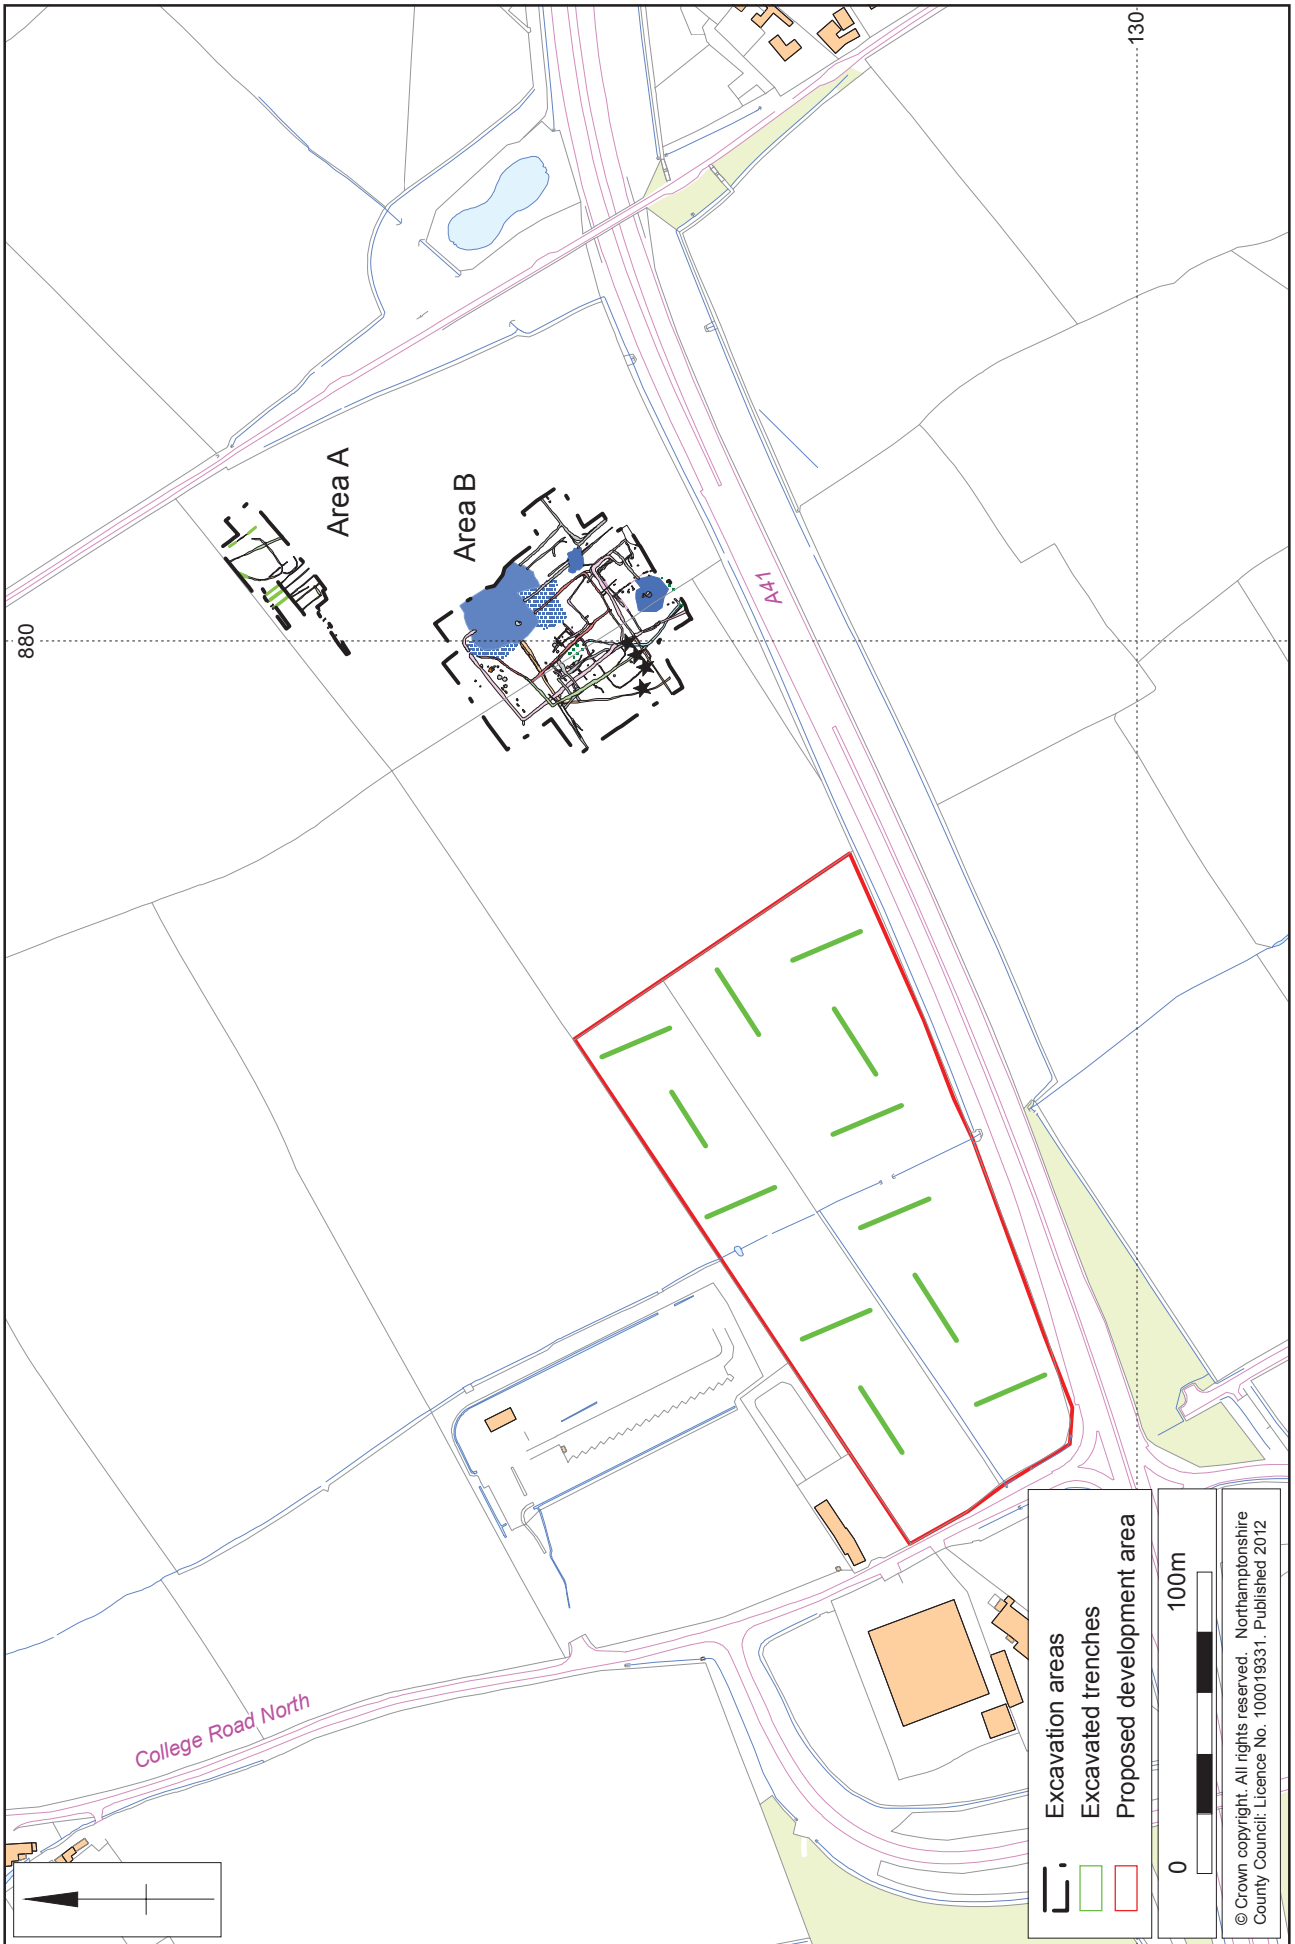 880
130
Area A
Area B
A41
College Road North
Excavation areas
Excavated trenches
Proposed development area
0 100m
© Crown copyright. All rights reserved. Northamptonshire
County Council: Licence No. 100019331. Published 2012